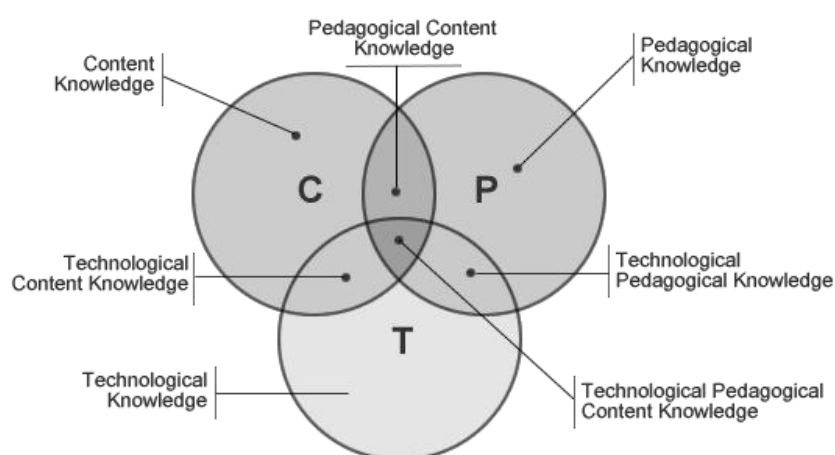 Pedagogical Content
Knowledge
Content
Knowledge
Pedagogical
Knowledge
C
P
Technological
Content Knowledge
Technological
Pedagogical Knowledge
T
Technological
Knowledge
Technological Pedagogical
Content Knowledge